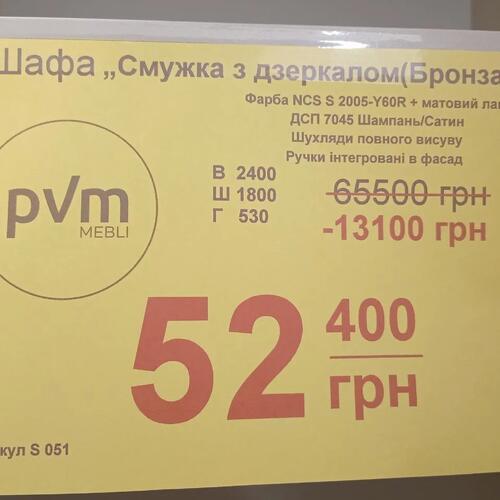 Шафа „Смужка з дзеркалом(Бронза
Фарба NCS S 2005-Y60R + матовий ла
ДСП 7045 Шампань/Сатин
Шухляди повного висуву
Ручки інтегровані в фасад
В 2400
Ш 1800
Г 530
65500 грн
-13100 грн
pVm
MEBLI
52 400
грн
кул S 051